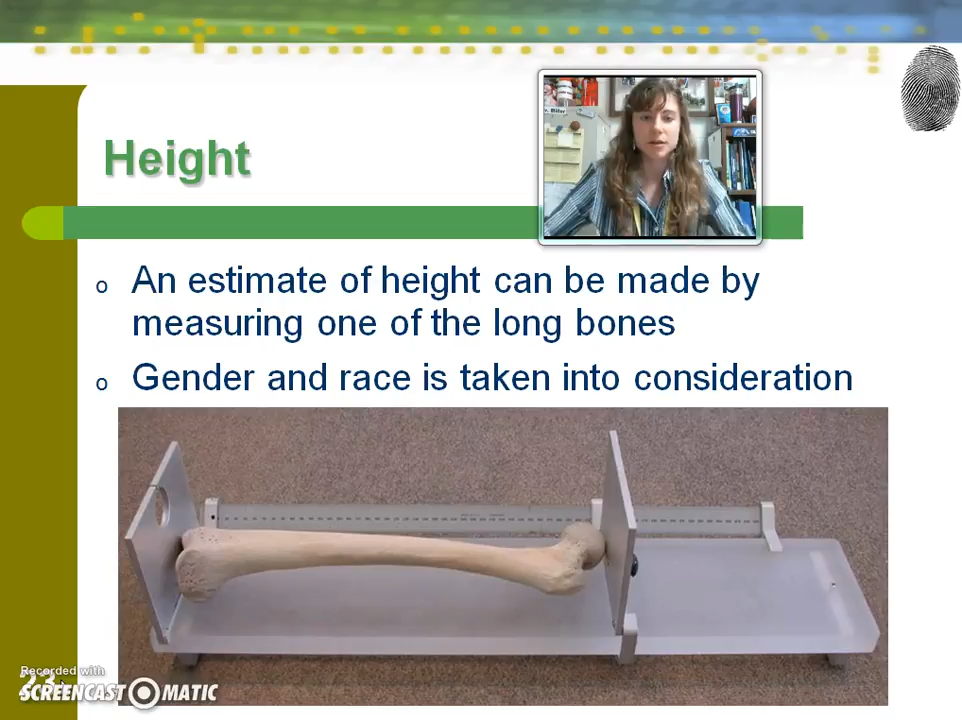 Height
An estimate of height can be made by
measuring one of the long bones
Gender and race is taken into consideration
Recorded with
23
SCREENCAST-O-MATIC